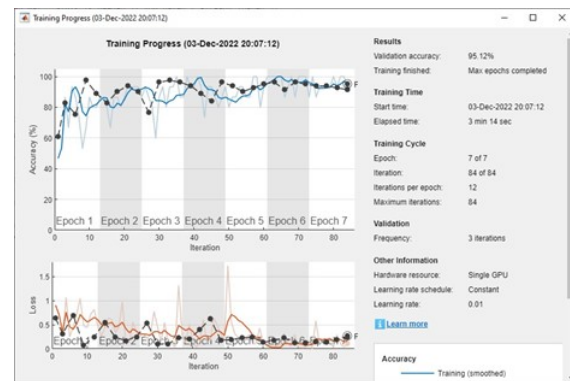 Training Progress (03-Dec-2022 20:07:12)
Training Progress (03-Dec-2022 20:07:12)
100
80
60
40
20
0
Accuracy (%)
Epoch 1 Epoch 2 Epoch 3 Epoch 4 Epoch 5 Epoch 6 Epoch 7
0 10 20 30 40 50 60 70 80
Iteration
F
1.5
1
0.5
0
Loss
0 10 20 30 40 50 60 70 80
Iteration
F
Results
Validation accuracy: 95.12%
Training finished: Max epochs completed
Training Time
Start time: 03-Dec-2022 20:07:12
Elapsed time: 3 min 14 sec
Training Cycle
Epoch: 7 of 7
Iteration: 84 of 84
Iterations per epoch: 12
Maximum iterations: 84
Validation
Frequency: 3 iterations
Other Information
Hardware resource: Single GPU
Learning rate schedule: Constant
Learning rate: 0.01
Learn more
Accuracy
Training (smoothed)